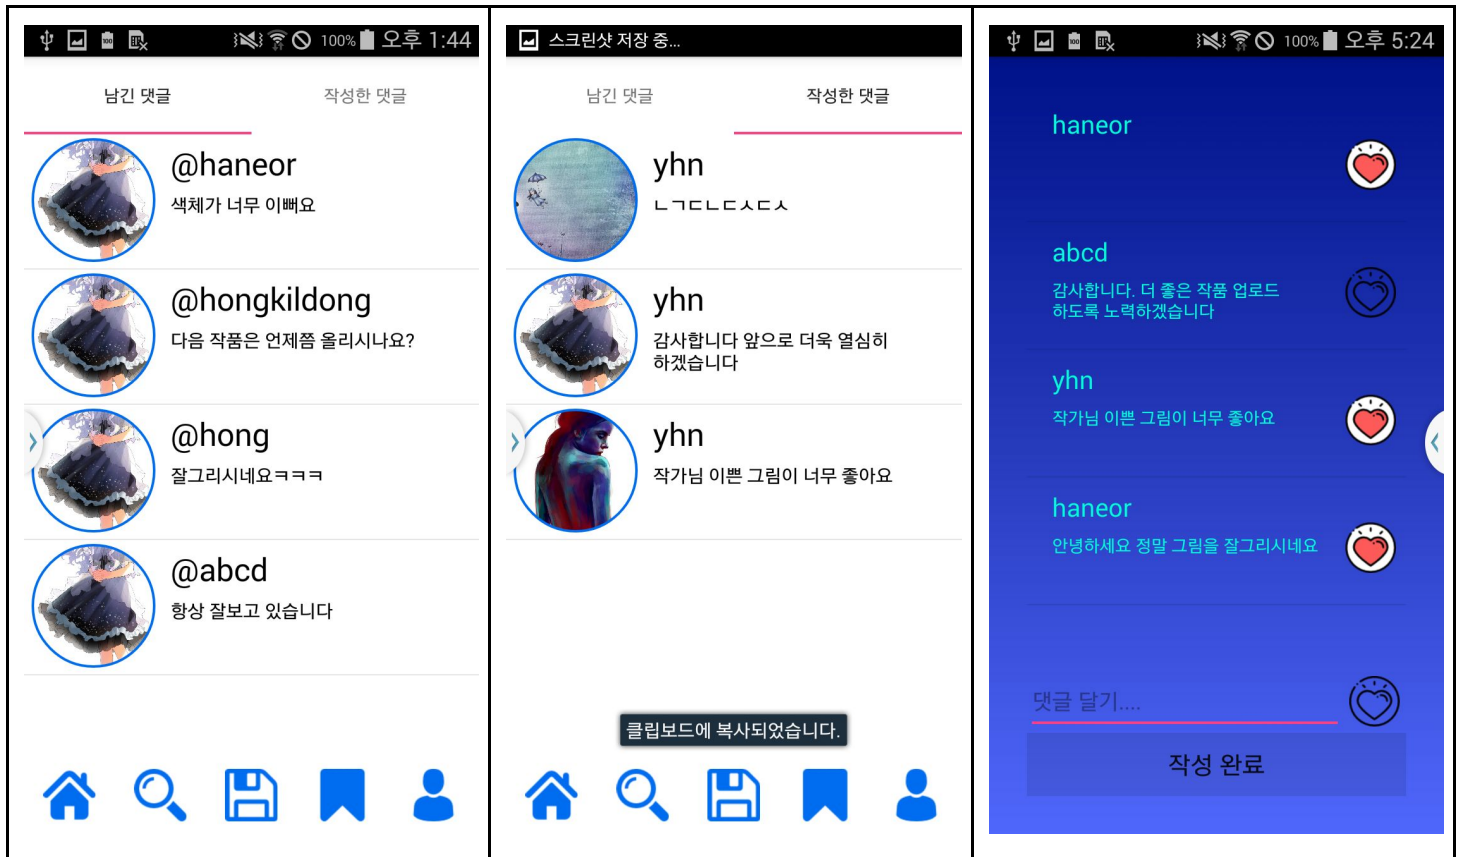 100% 오후 1:44
남긴 댓글 작성한 댓글
@haneor
색체가 너무 이뻐요
@hongkildong
다음 작품은 언제쯤 올리시나요?
@hong
잘그리시네요ㅋㅋㅋ
@abcd
항상 잘보고 있습니다
스크린샷 저장 중...
남긴 댓글 작성한 댓글
yhn
ㄴㄱㄷㄴㄷㅅㄷㅅ
yhn
감사합니다 앞으로 더욱 열심히
하겠습니다
yhn
작가님 이쁜 그림이 너무 좋아요
클립보드에 복사되었습니다.
100% 오후 5:24
haneor
abcd
감사합니다. 더 좋은 작품 업로드
하도록 노력하겠습니다
yhn
작가님 이쁜 그림이 너무 좋아요
haneor
안녕하세요 정말 그림을 잘그리시네요
댓글 달기....
작성 완료